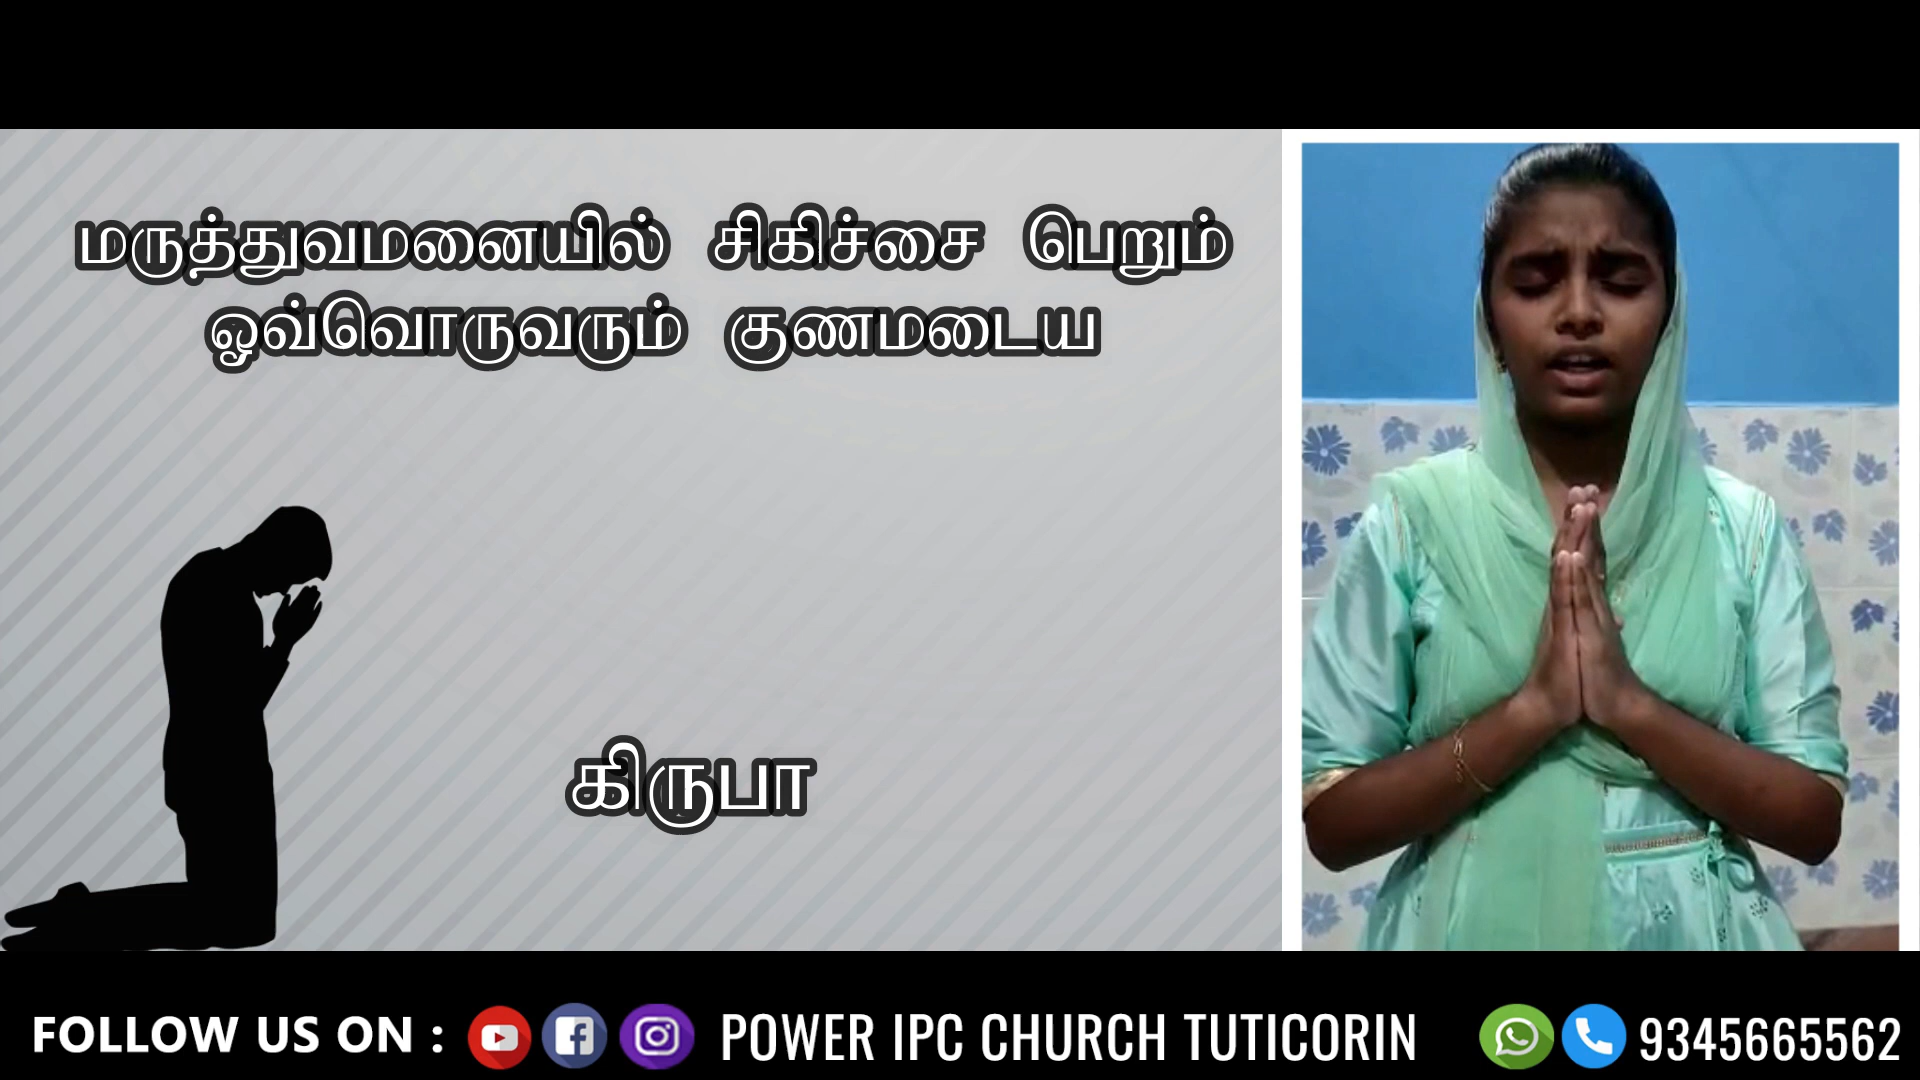 மருத்துவமனையில் சிகிச்சை பெறும்
ஒவ்வொருவரும் குணமடைய
கிருபா
FOLLOW US ON : POWER IPC CHURCH TUTICORIN 9345665562